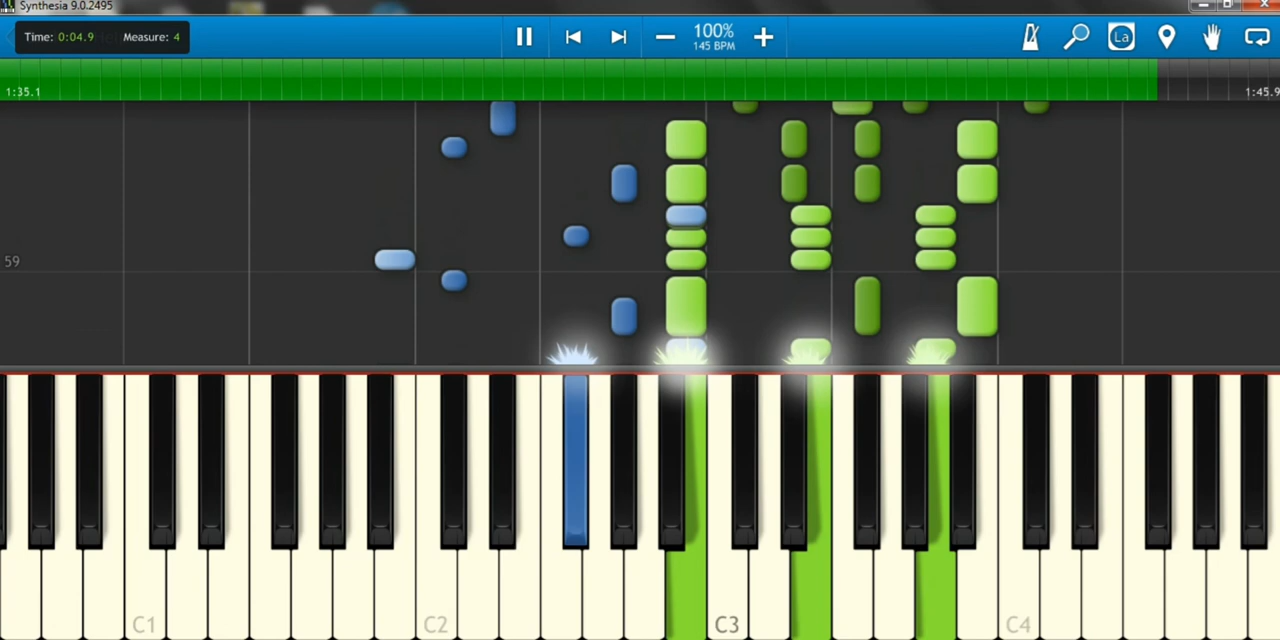 Synthesia 9.0.2495
Time: 0:04.9 Measure: 4
100%
145 BPM
La
1:35.1
1:45.9
59
C1
C2
C3
C4